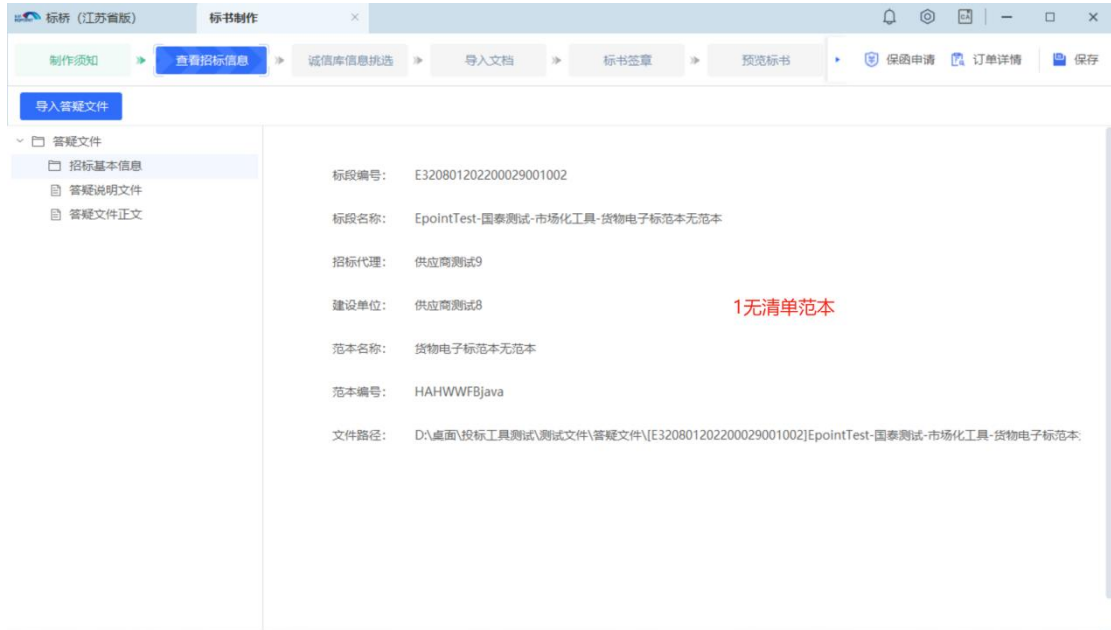 标桥（江苏省版） 标书制作
制作须知 查看招标信息 诚信库信息挑选 导入文档 标书签章 预览标书 保函申请 订单详情 保存
导入答疑文件
答疑文件
招标基本信息
答疑说明文件
答疑文件正文
标段编号： E320801202200029001002
标段名称： EpointTest-国泰测试-市场化工具-货物电子标范本无范本
招标代理： 供应商测试9
建设单位： 供应商测试8
1无清单范本
范本名称： 货物电子标范本无范本
范本编号： HAHWWFBjava
文件路径： D:\桌面\投标工具测试\测试文件\答疑文件\[E320801202200029001002]EpointTest-国泰测试-市场化工具-货物电子标范本